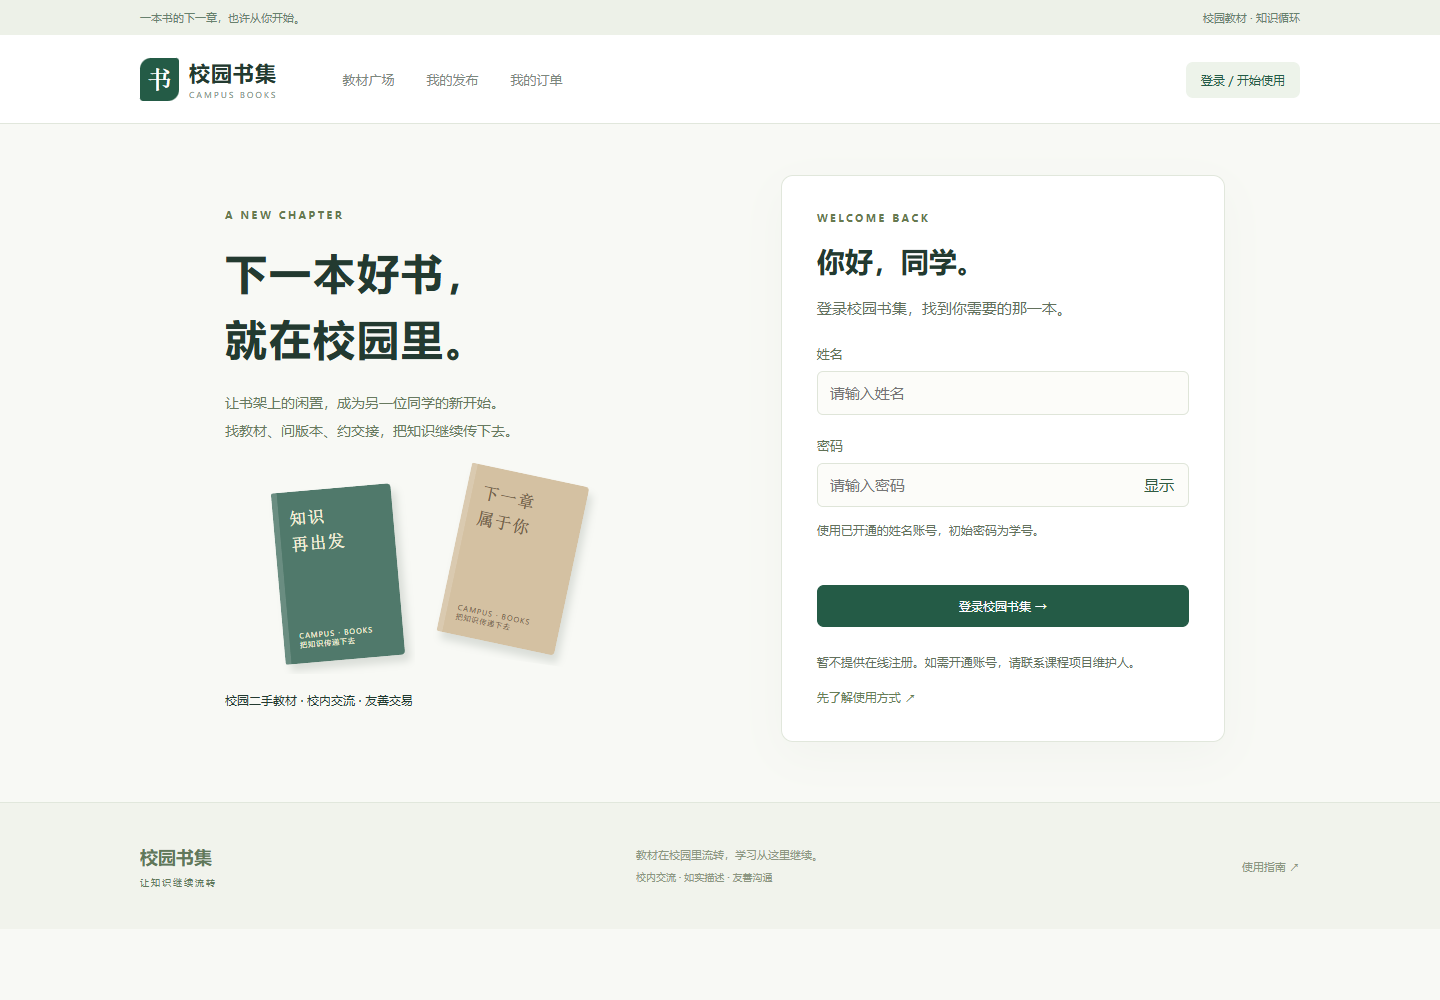 一本书的下一章，也许从你开始。
校园教材 · 知识循环
书
校园书集
CAMPUS BOOKS
教材广场
我的发布
我的订单
登录 / 开始使用
A NEW CHAPTER
下一本好书，
就在校园里。
让书架上的闲置，成为另一位同学的新开始。
找教材、问版本、约交接，把知识继续传下去。
知识
再出发
CAMPUS · BOOKS
把知识传递下去
下一章
属于你
CAMPUS · BOOKS
把知识传递下去
校园二手教材 · 校内交流 · 友善交易
WELCOME BACK
你好，同学。
登录校园书集，找到你需要的那一本。
姓名
请输入姓名
密码
请输入密码
显示
使用已开通的姓名账号，初始密码为学号。
登录校园书集 →
暂不提供在线注册。如需开通账号，请联系课程项目维护人。
先了解使用方式 ↗
校园书集
让知识继续流转
教材在校园里流转，学习从这里继续。
校内交流 · 如实描述 · 友善沟通
使用指南 ↗